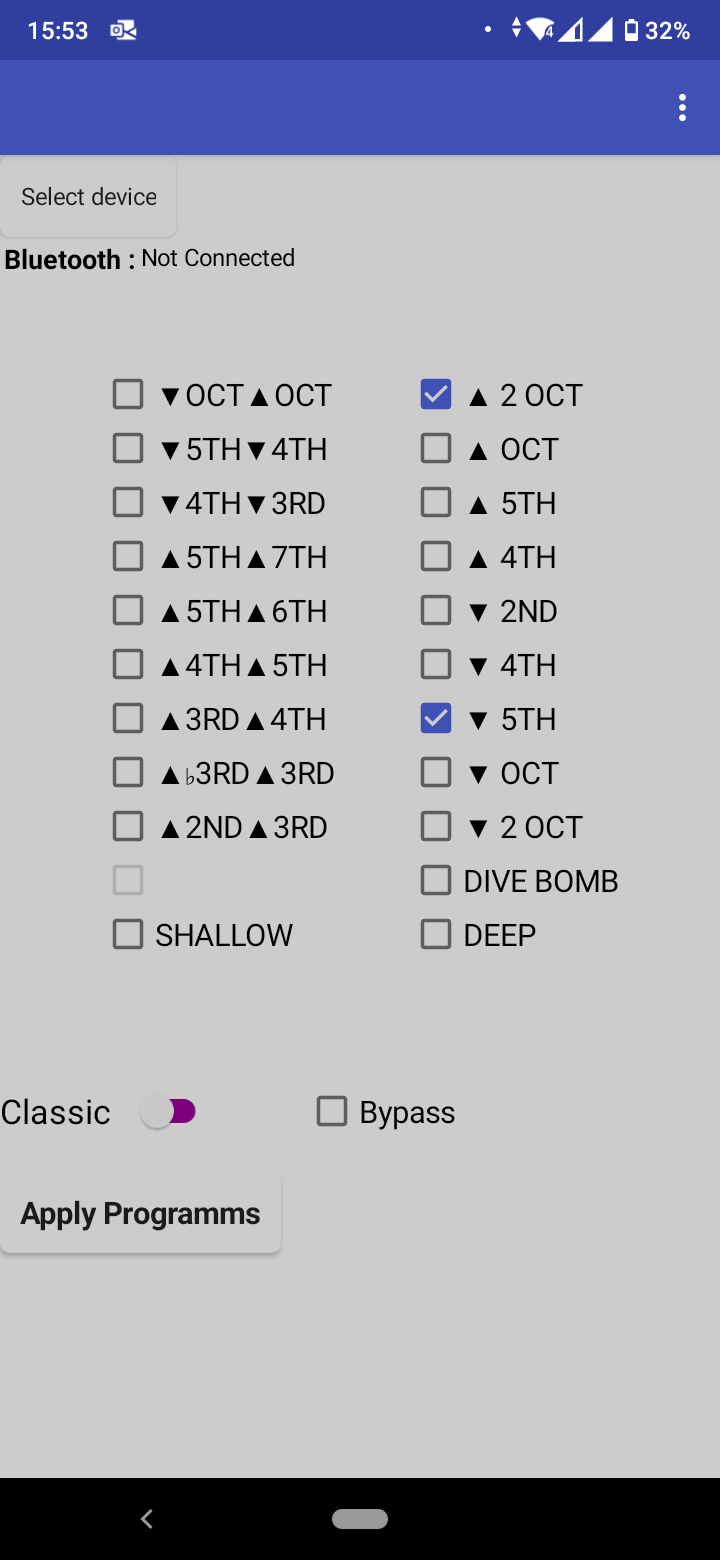 15:53 4 32%
Select device
Bluetooth : Not Connected
▼OCT▲OCT ▲ 2 OCT
▼5TH▼4TH ▲ OCT
▼4TH▼3RD ▲ 5TH
▲5TH▲7TH ▲ 4TH
▲5TH▲6TH ▼ 2ND
▲4TH▲5TH ▼ 4TH
▲3RD▲4TH ▼ 5TH
▲♭3RD▲3RD ▼ OCT
▲2ND▲3RD ▼ 2 OCT
DIVE BOMB
SHALLOW DEEP
Classic Bypass
Apply Programms